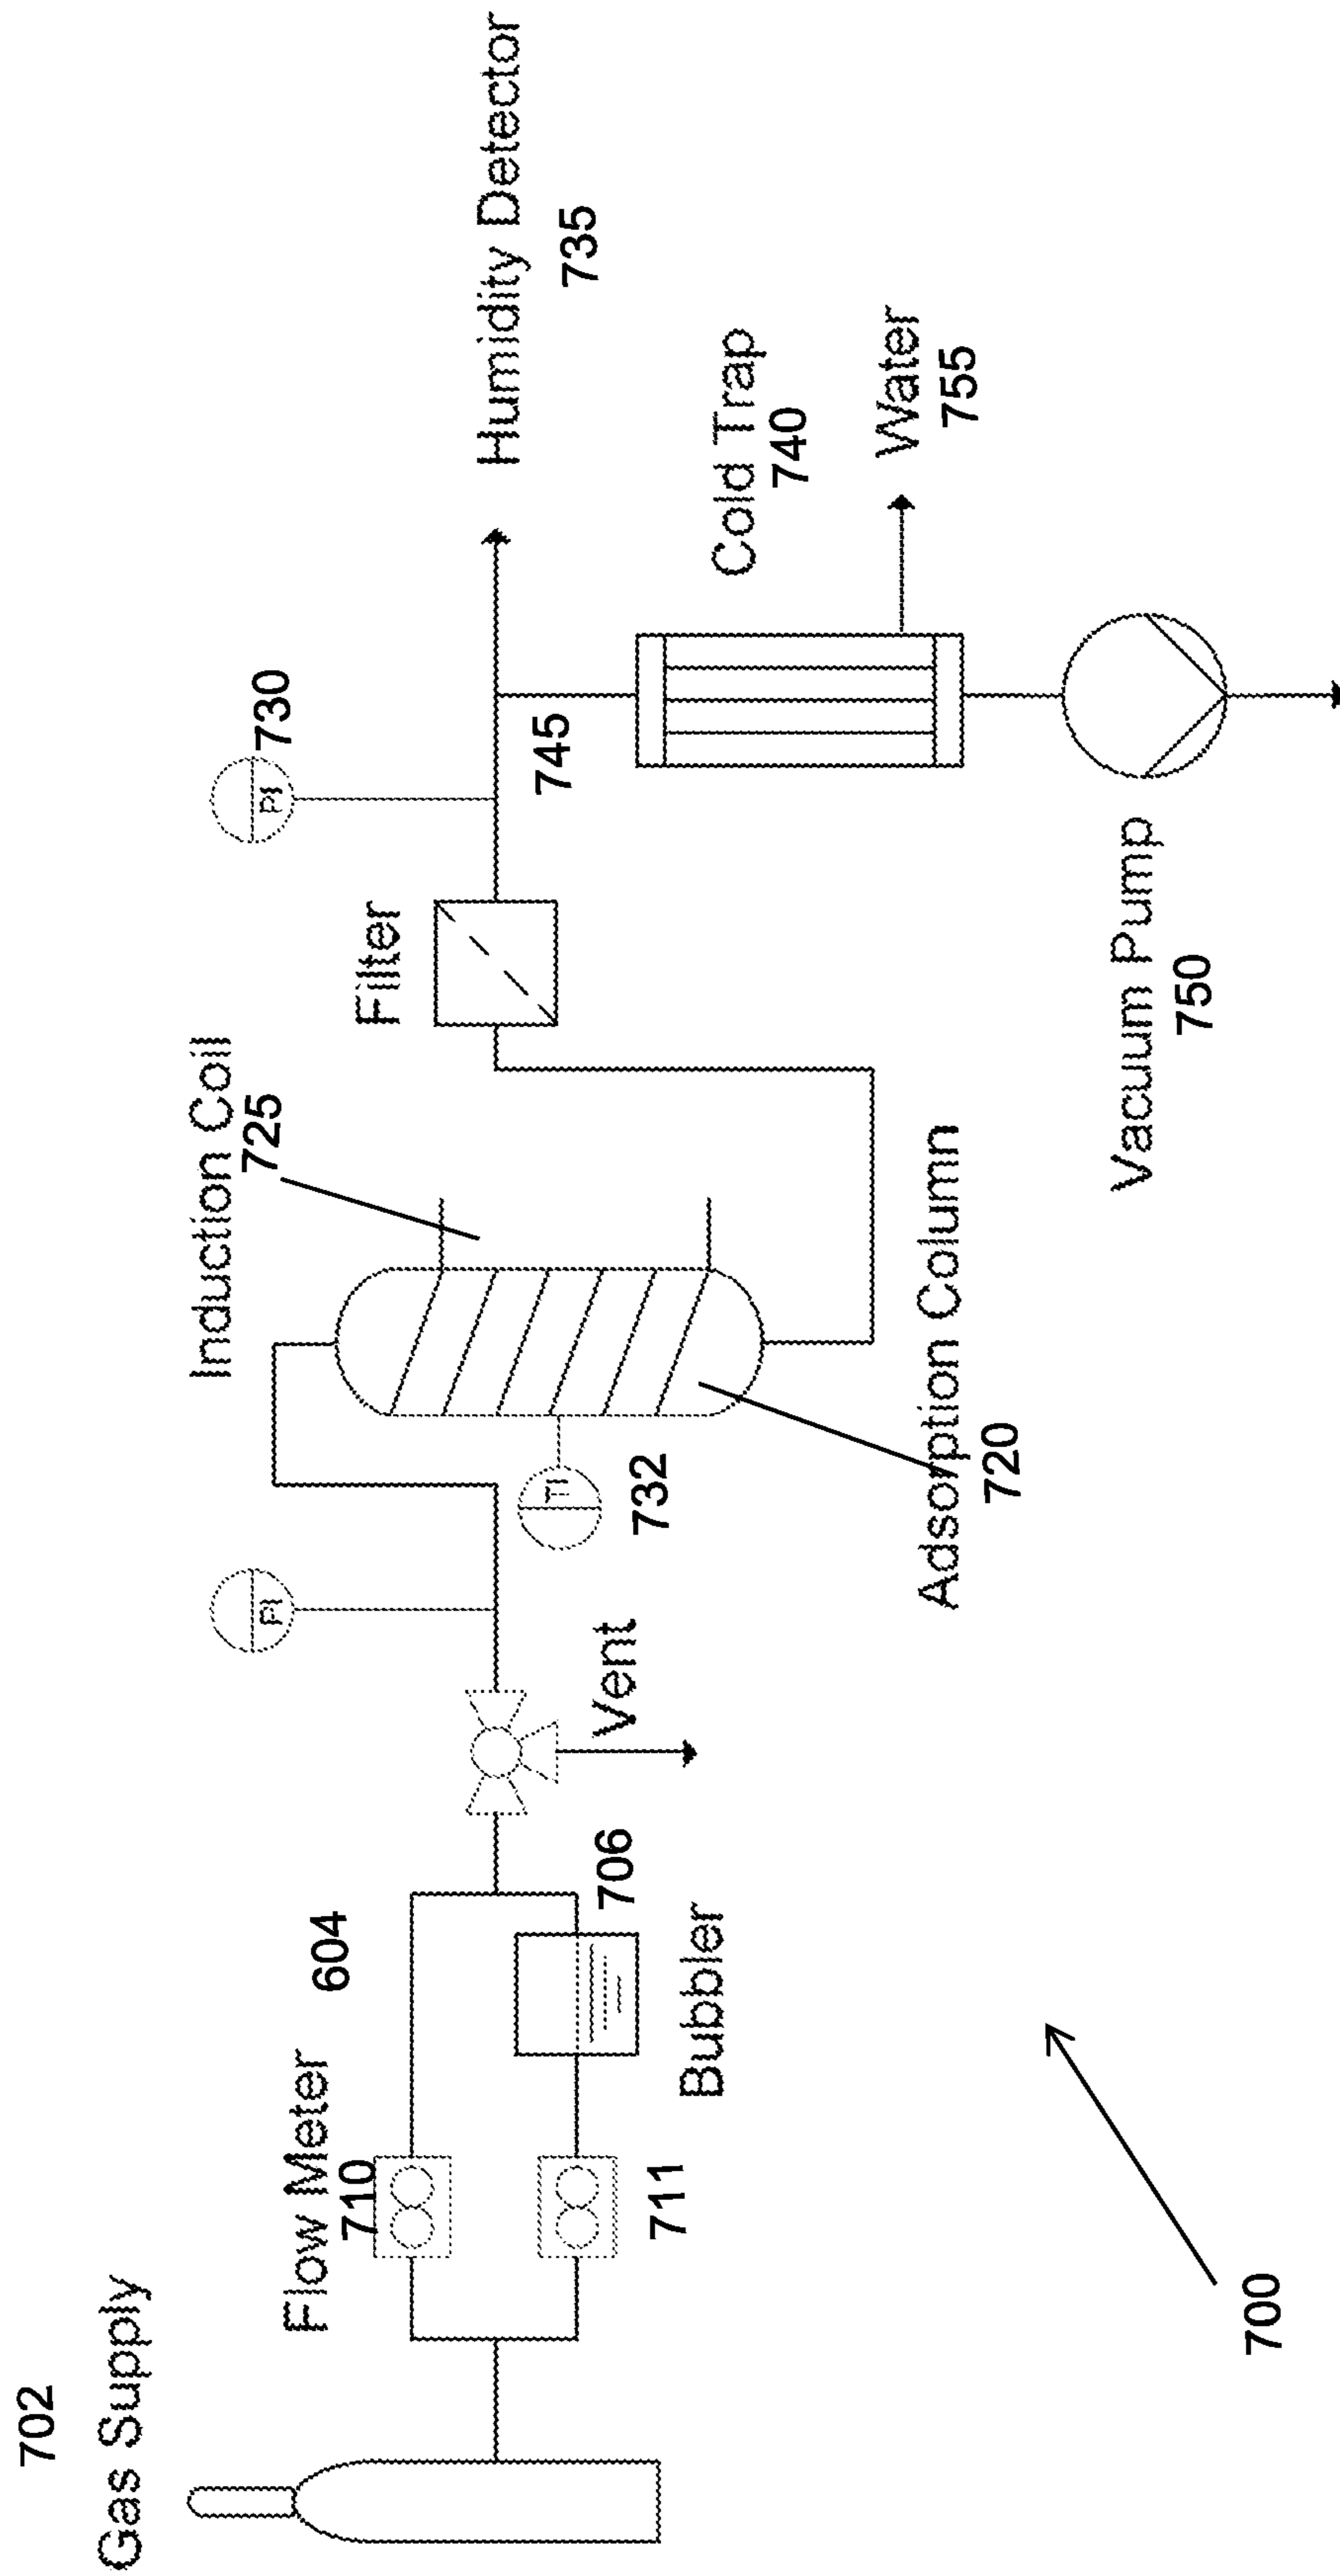 702
Gas Supply
Flow Meter
710
711
604
706
Bubbler
Vent
PI
TI
732
Induction Coil
725
Adsorption Column
720
Filter
PI
730
745
Humidity Detector
735
Cold Trap
740
Water
755
Vacuum Pump
750
700